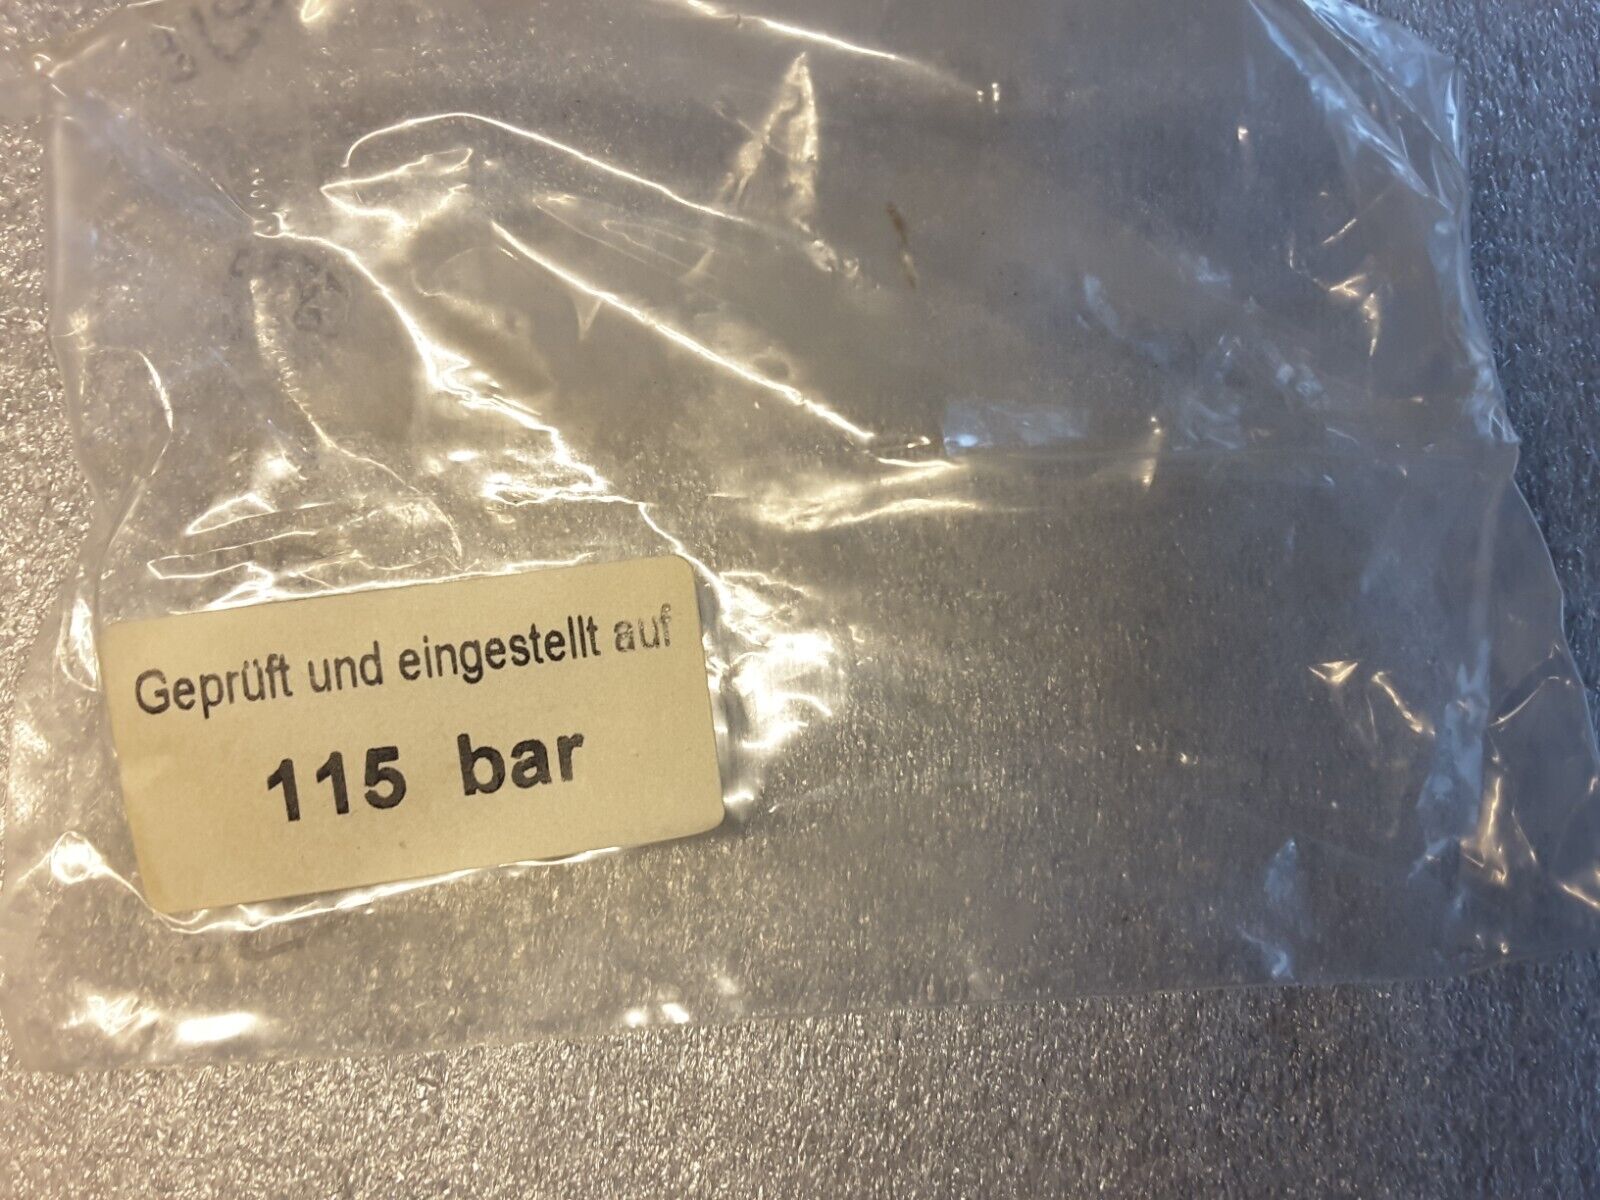 Geprüft und eingestellt auf
115 bar